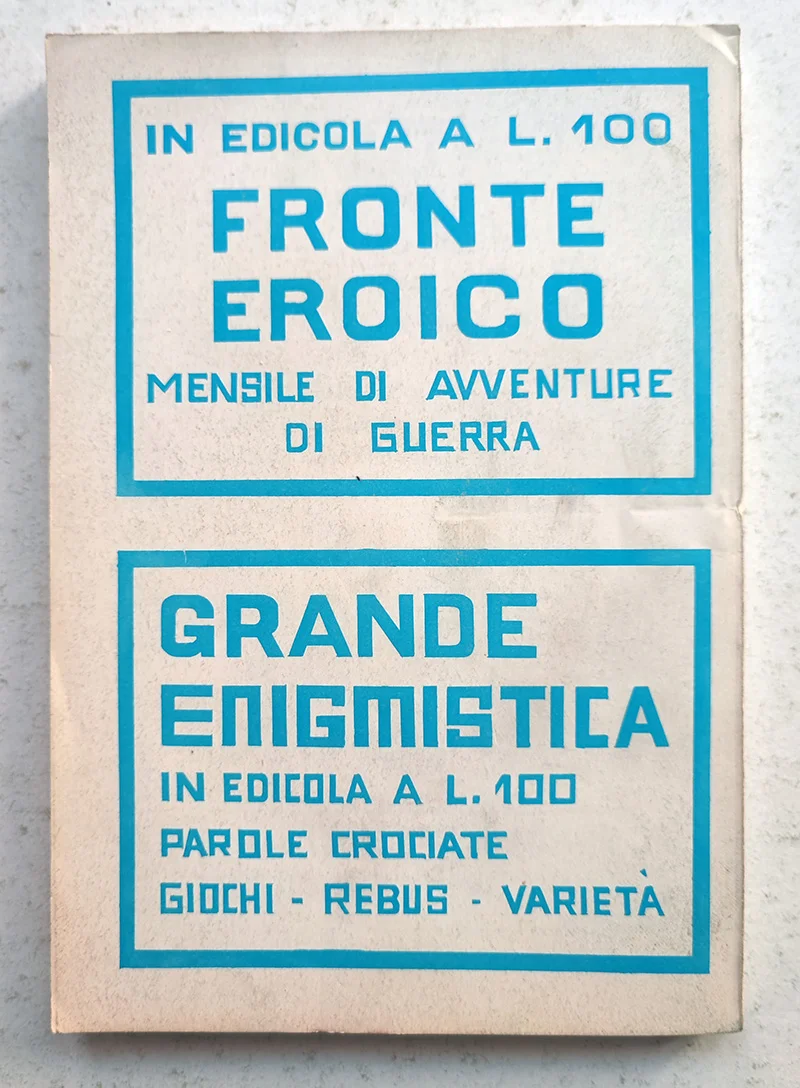 IN EDICOLA A L. 100
FRONTE
EROICO
MENSILE DI AVVENTURE
DI GUERRA
GRANDE
ENIGMISTICA
IN EDICOLA A L. 100
PAROLE CROCIATE
GIOCHI - REBUS - VARIETÀ